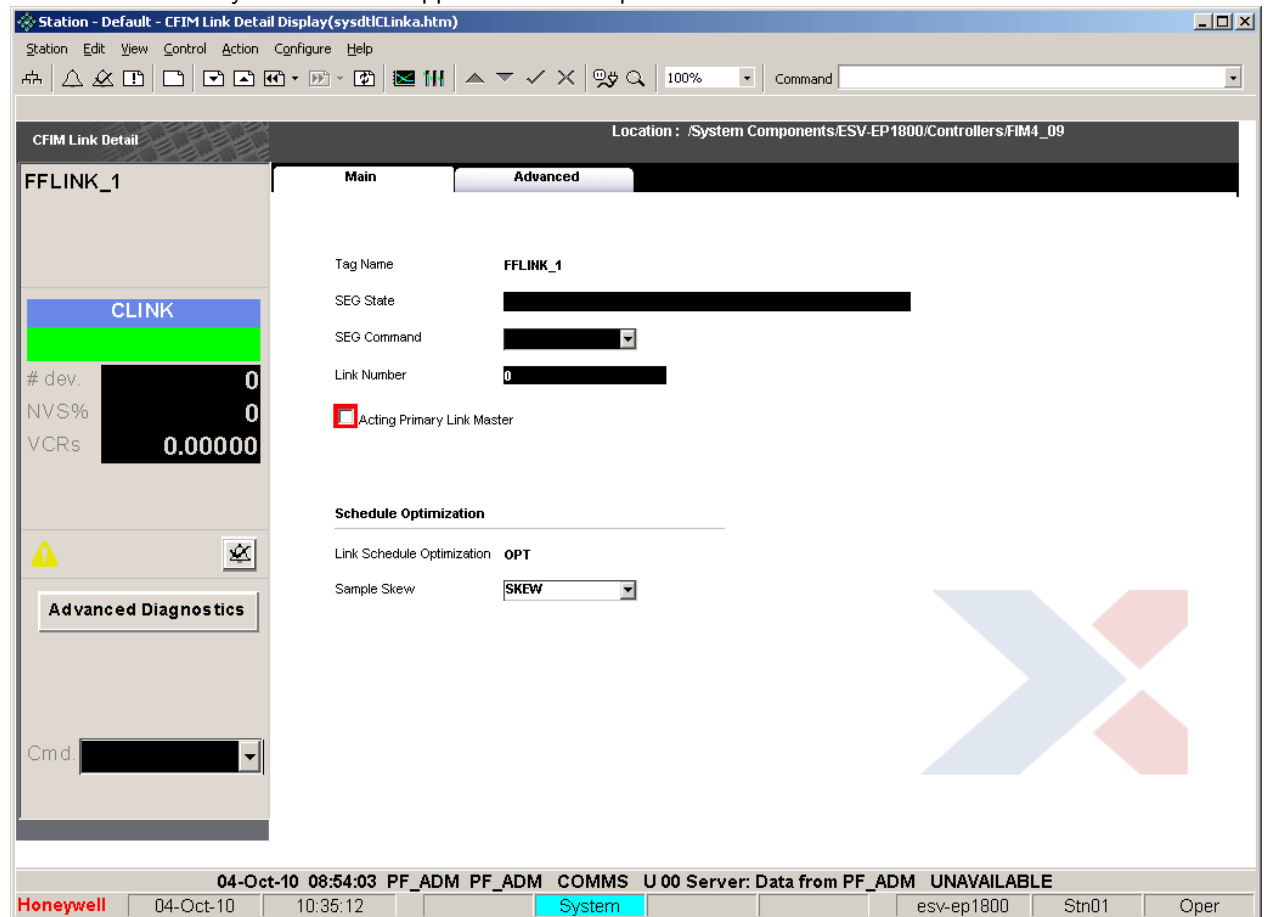 Station - Default - CFIM Link Detail Display(sysdtlCLinka.htm)
Station Edit View Control Action Configure Help
100% Command
CFIM Link Detail
Location : /System Components/ESV-EP1800/Controllers/FIM4_09
FFLINK_1
Main Advanced
Tag Name FFLINK_1
SEG State
CLINK
SEG Command
# dev. 0
Link Number 0
NVS% 0
Acting Primary Link Master
VCRs 0.00000
Schedule Optimization
Link Schedule Optimization OPT
Sample Skew SKEW
Advanced Diagnostics
Cmd.
04-Oct-10 08:54:03 PF_ADM PF_ADM COMMS U 00 Server: Data from PF_ADM UNAVAILABLE
Honeywell 04-Oct-10 10:35:12 System esv-ep1800 Stn01 Oper